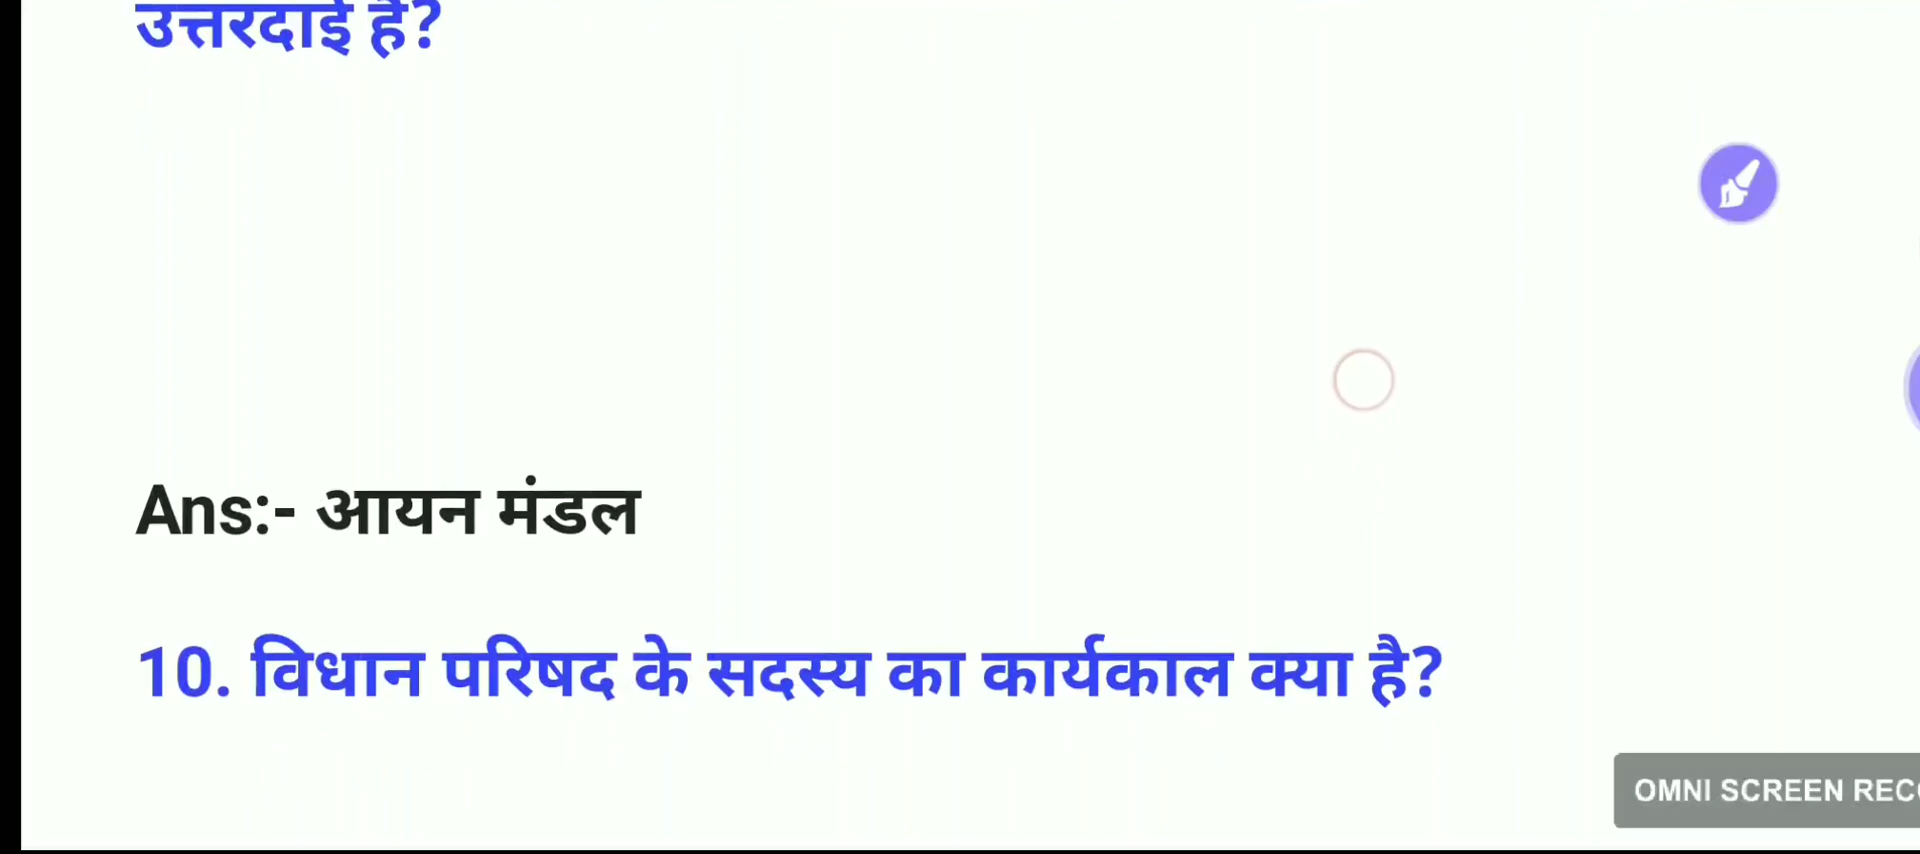 उत्तरदाई है?
Ans:- आयन मंडल
10. विधान परिषद के सदस्य का कार्यकाल क्या है?
OMNI SCREEN REC